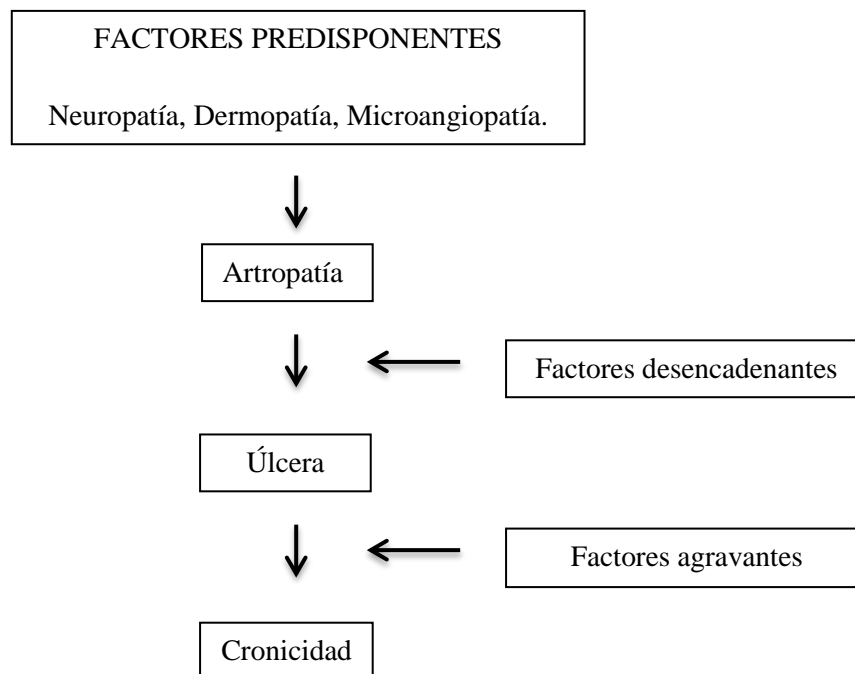 FACTORES PREDISPONENTES
Neuropatía, Dermopatía, Microangiopatía.
Artropatía
Factores desencadenantes
Úlcera
Factores agravantes
Cronicidad